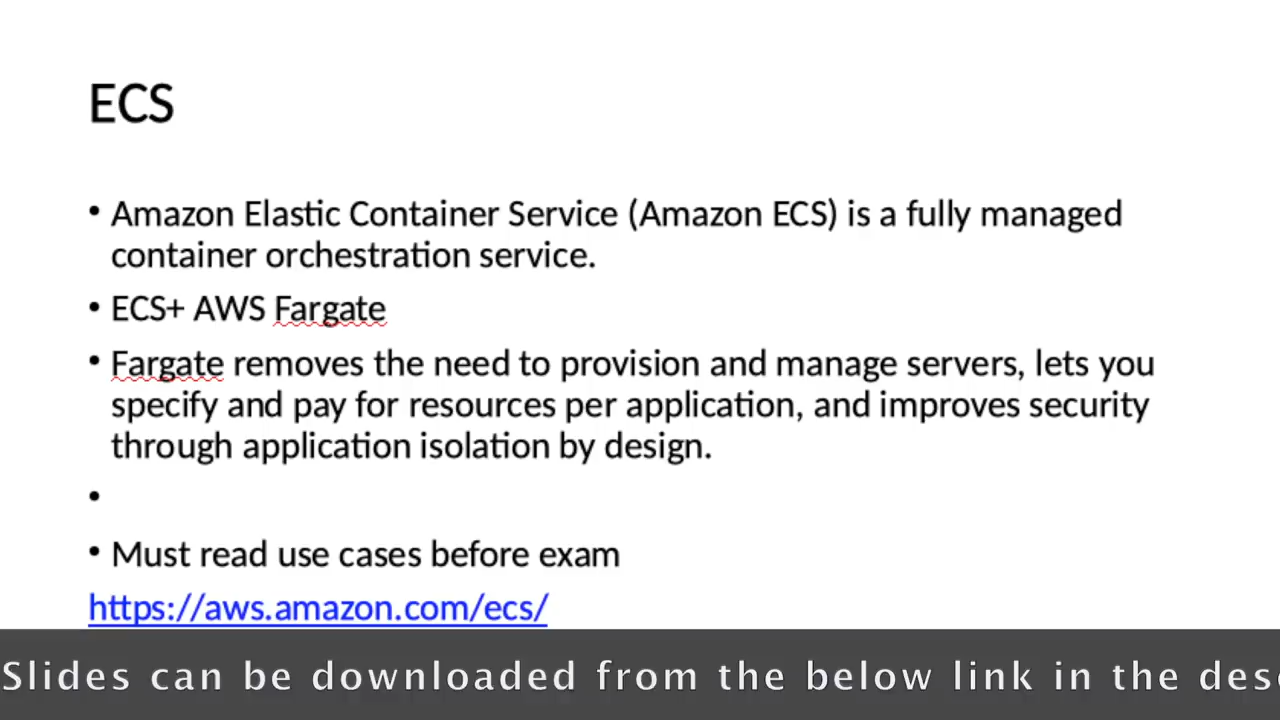 ECS
• Amazon Elastic Container Service (Amazon ECS) is a fully managed
container orchestration service.
• ECS+ AWS Fargate
• Fargate removes the need to provision and manage servers, lets you
specify and pay for resources per application, and improves security
through application isolation by design.
•
• Must read use cases before exam
https://aws.amazon.com/ecs/
Slides can be downloaded from the below link in the des